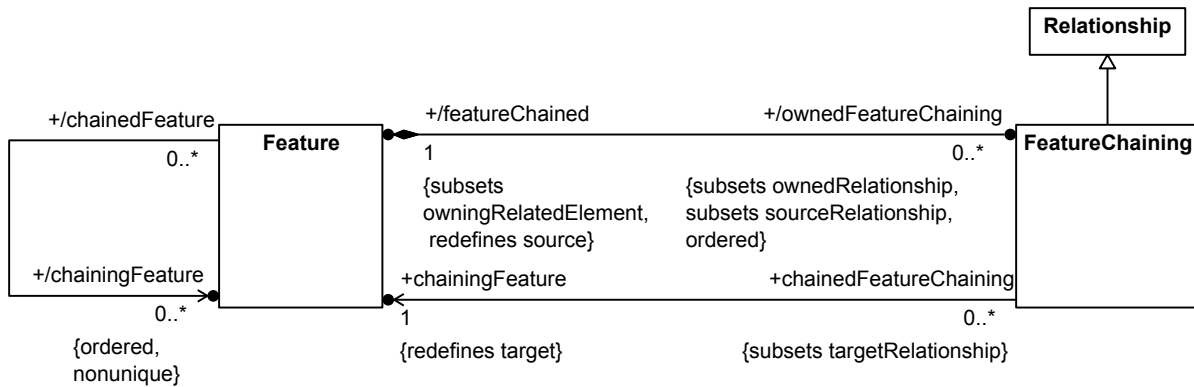 Relationship
+/chainedFeature
+/featureChained
+/ownedFeatureChaining
Feature
FeatureChaining
0..*
1
0..*
{subsets
owningRelatedElement,
redefines source}
{subsets ownedRelationship,
subsets sourceRelationship,
ordered}
+/chainingFeature
+chainingFeature
+chainedFeatureChaining
0..*
1
0..*
{ordered,
nonunique}
{redefines target}
{subsets targetRelationship}